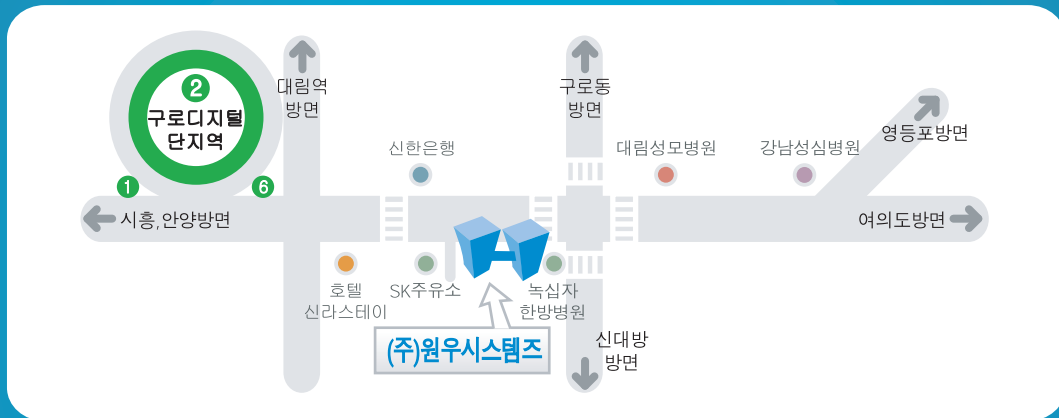 2
구로디지털
단지역
1
6
대림역
방면
구로동
방면
영등포방면
신한은행
대림성모병원
강남성심병원
시흥,안양방면
여의도방면
호텔
신라스테이
SK주유소
녹십자
한방병원
(주)원우시스템즈
신대방
방면